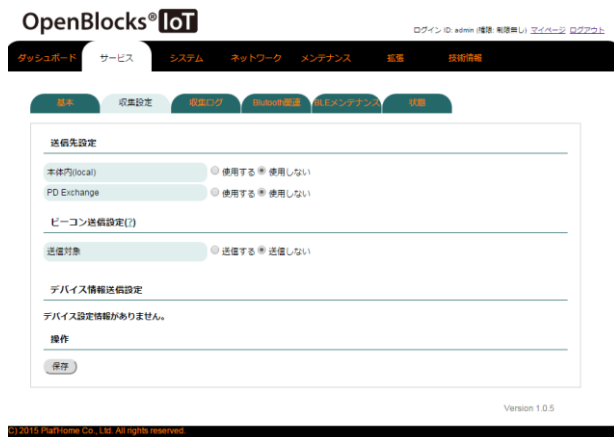 OpenBlocks® IoT
ログイン ID: admin (権限: 制限無し) マイページ ログアウト
ダッシュボード サービス システム ネットワーク メンテナンス 拡張 技術情報
基本 収集設定 収集ログ Blutooth関連 BLEメンテナンス 状態
送信先設定
本体内(local) 使用する 使用しない
PD Exchange 使用する 使用しない
ビーコン送信設定(?)
送信対象 送信する 送信しない
デバイス情報送信設定
デバイス設定情報がありません。
操作
保存
Version 1.0.5
C) 2015 Plat'Home Co., Ltd. All rights reserved.